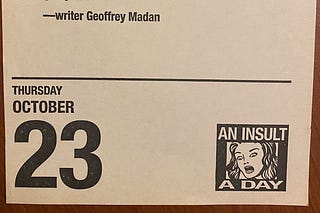 —writer Geoffrey Madan
THURSDAY
OCTOBER
23
AN INSULT
A DAY